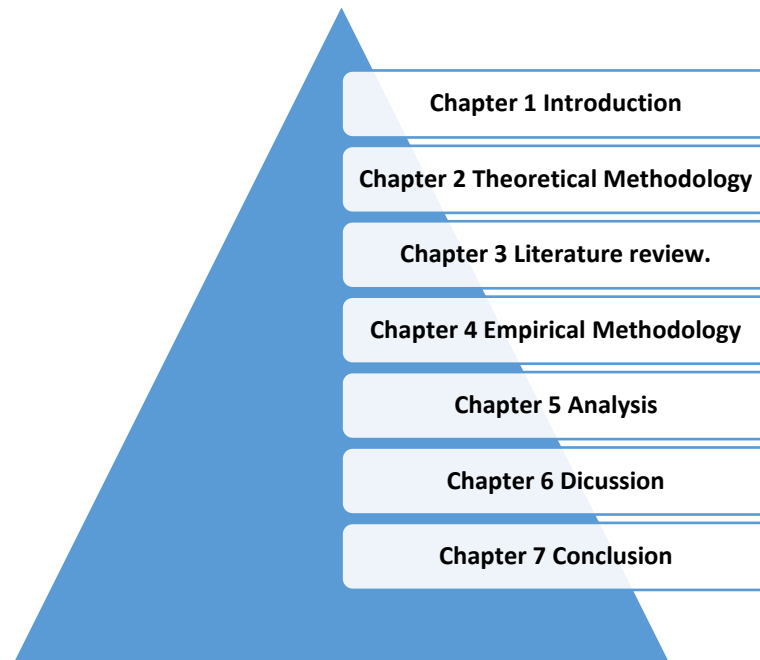 Chapter 1 Introduction
Chapter 2 Theoretical Methodology
Chapter 3 Literature review.
Chapter 4 Empirical Methodology
Chapter 5 Analysis
Chapter 6 Dicussion
Chapter 7 Conclusion